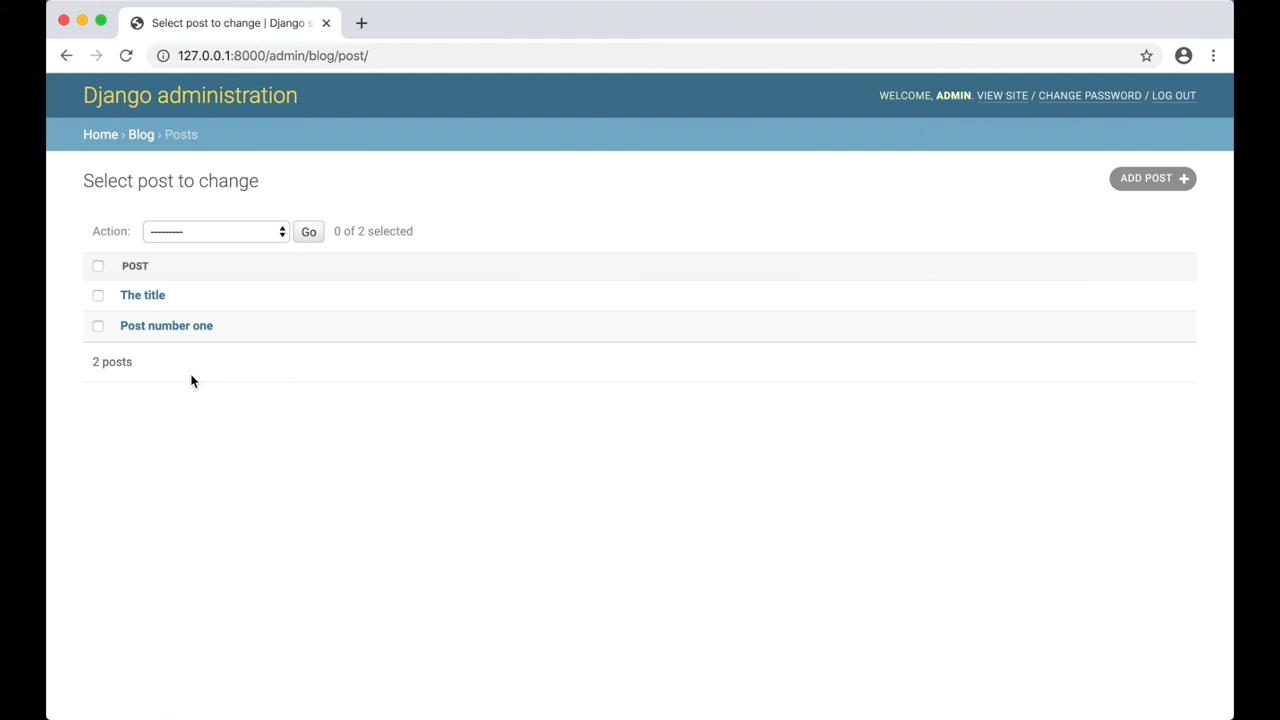 Select post to change | Django s
127.0.0.1:8000/admin/blog/post/
Django administration
WELCOME, ADMIN. VIEW SITE / CHANGE PASSWORD / LOG OUT
Home › Blog › Posts
Select post to change
ADD POST +
Action: --------- Go 0 of 2 selected
POST
The title
Post number one
2 posts